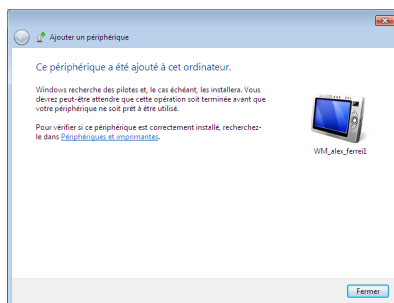 Ajouter un périphérique
Ce périphérique a été ajouté à cet ordinateur.
Windows recherche des pilotes et, le cas échéant, les installera. Vous
devrez peut-être attendre que cette opération soit terminée avant que
votre périphérique ne soit prêt à être utilisé.
Pour vérifier si ce périphérique est correctement installé, recherchez-
le dans Périphériques et imprimantes.
WM_alex_ferrei1
Fermer